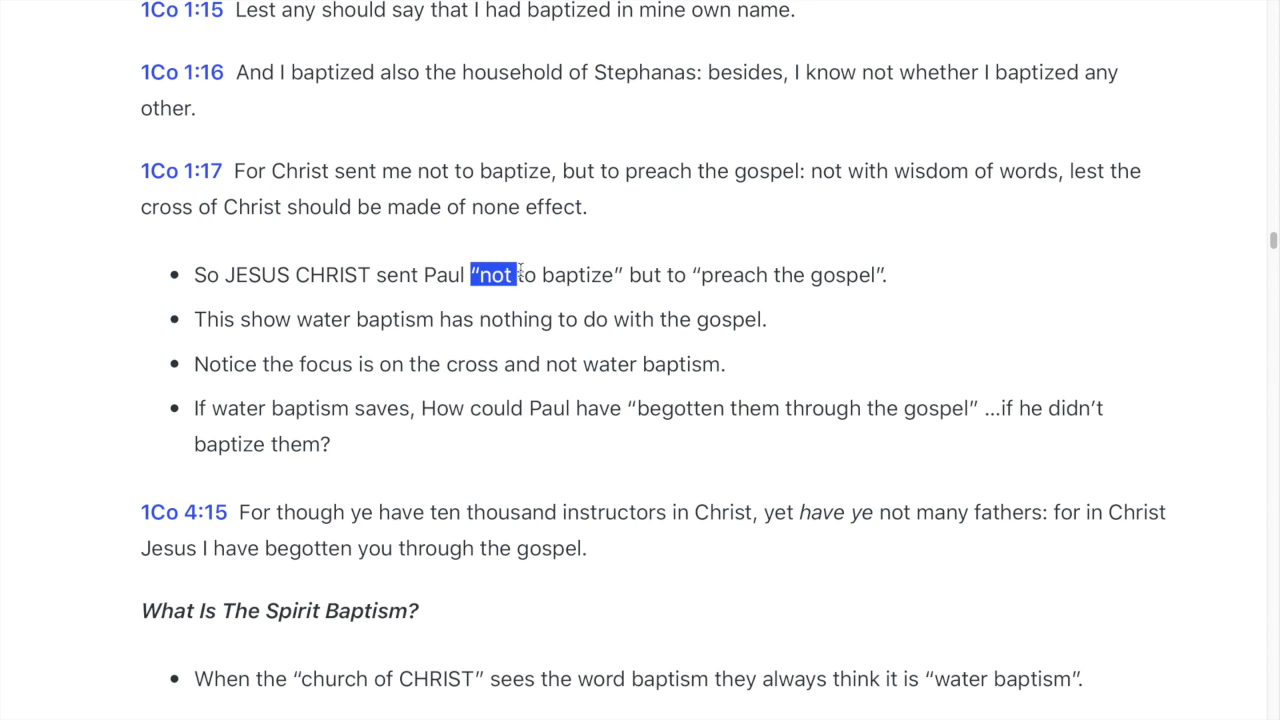 1Co 1:15 Lest any should say that I had baptized in mine own name.
1Co 1:16 And I baptized also the household of Stephanas: besides, I know not whether I baptized any
other.
1Co 1:17 For Christ sent me not to baptize, but to preach the gospel: not with wisdom of words, lest the
cross of Christ should be made of none effect.
• So JESUS CHRIST sent Paul “not to baptize” but to “preach the gospel”.
• This show water baptism has nothing to do with the gospel.
• Notice the focus is on the cross and not water baptism.
• If water baptism saves, How could Paul have “begotten them through the gospel” …if he didn’t
baptize them?
1Co 4:15 For though ye have ten thousand instructors in Christ, yet have ye not many fathers: for in Christ
Jesus I have begotten you through the gospel.
What Is The Spirit Baptism?
• When the “church of CHRIST” sees the word baptism they always think it is “water baptism”.